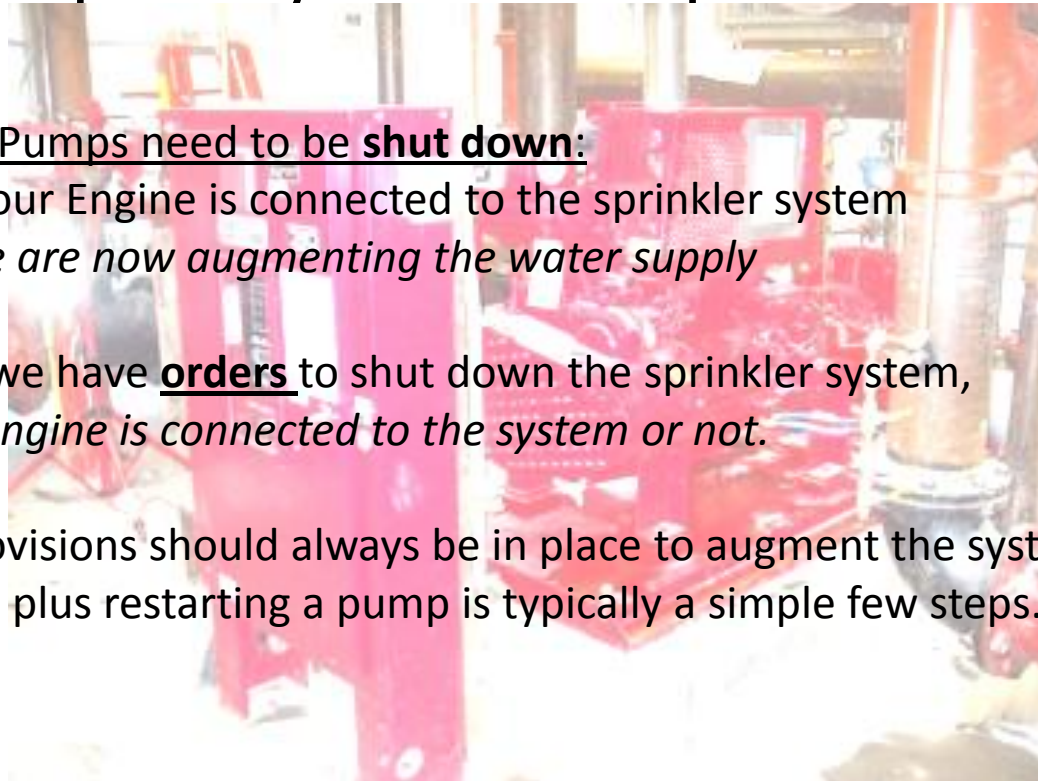 Pumps need to be shut down:
our Engine is connected to the sprinkler system
are now augmenting the water supply
we have orders to shut down the sprinkler system,
ngine is connected to the system or not.
ovisions should always be in place to augment the syst
plus restarting a pump is typically a simple few steps.